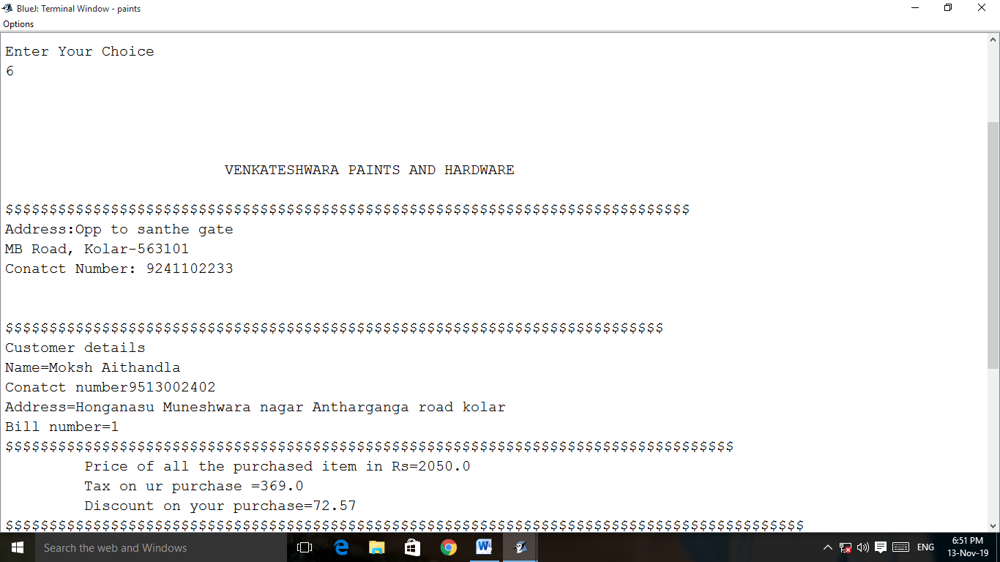 BlueJ: Terminal Window - paints
Options
Enter Your Choice
6
VENKATESHWARA PAINTS AND HARDWARE
$$$$$$$$$$$$$$$$$$$$$$$$$$$$$$$$$$$$$$$$$$$$$$$$$$$$$$$$$$$$$$$$$$$$$$$$$$$$$$
Address:Opp to santhe gate
MB Road, Kolar-563101
Conatct Number: 9241102233
$$$$$$$$$$$$$$$$$$$$$$$$$$$$$$$$$$$$$$$$$$$$$$$$$$$$$$$$$$$$$$$$$$$$$$$$$$$
Customer details
Name=Moksh Aithandla
Conatct number9513002402
Address=Honganasu Muneshwara nagar Antharganga road kolar
Bill number=1
$$$$$$$$$$$$$$$$$$$$$$$$$$$$$$$$$$$$$$$$$$$$$$$$$$$$$$$$$$$$$$$$$$$$$$$$$$$$$$$$$$$
Price of all the purchased item in Rs=2050.0
Tax on ur purchase =369.0
Discount on your purchase=72.57
$$$$$$$$$$$$$$$$$$$$$$$$$$$$$$$$$$$$$$$$$$$$$$$$$$$$$$$$$$$$$$$$$$$$$$$$$$$$$$$$$$$$$$$$$$$
Search the web and Windows
ENG
6:51 PM
13-Nov-19